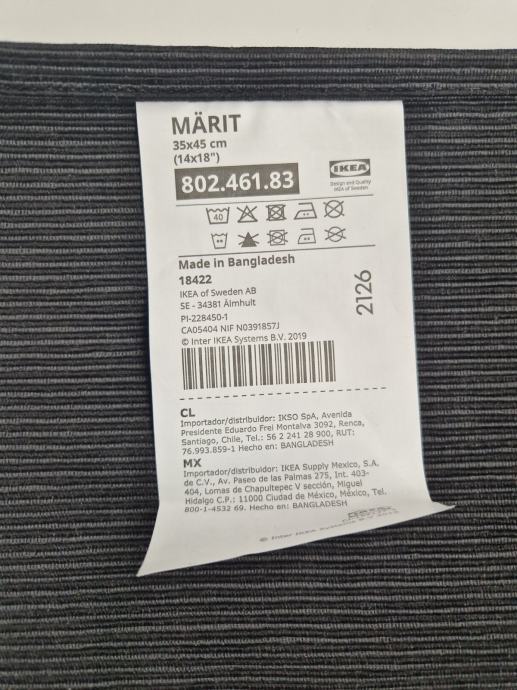 MÄRIT
35x45 cm
(14x18")
802.461.83
IKEA
Design and Quality
IKEA of Sweden
40
Made in Bangladesh
18422
IKEA of Sweden AB
SE - 34381 Älmhult
PI-228450-1
CA05404 NIF N0391857J
© Inter IKEA Systems B.V. 2019
2126
CL
Importador/distribuidor: IKSO SpA, Avenida
Presidente Eduardo Frei Montalva 3092, Renca,
Santiago, Chile, Tel.: 56 2 241 28 900, RUT:
76.993.859-1 Hecho en: BANGLADESH
MX
Importador/distribuidor: IKEA Supply Mexico, S.A.
de C.V., Av. Paseo de las Palmas 275, Int. 403-
404, Lomas de Chapultepec V sección, Miguel
Hidalgo C.P.: 11000 Ciudad de México, México, Tel.
800-1-4532 69. Hecho en: BANGLADESH
© Inter IKEA Systems B.V.